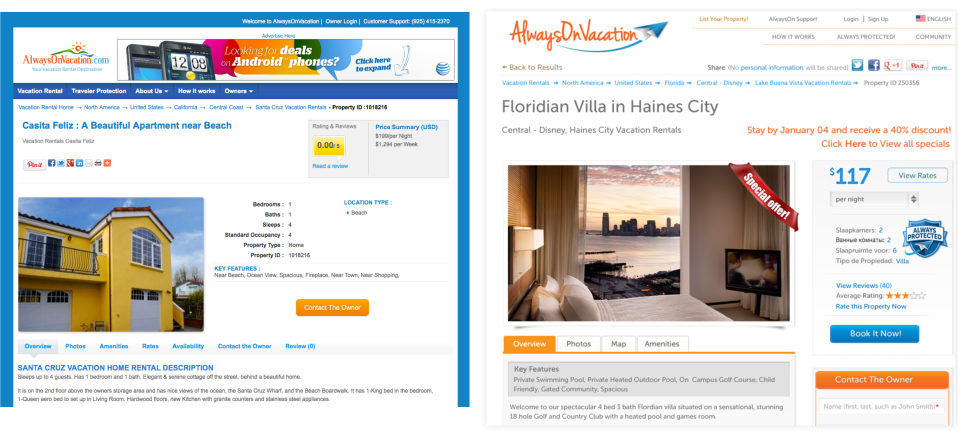 Welcome to AlwaysOnVacation | Owner Login | Customer Support: (925) 415-2370
Advertise Here
AlwaysOnVacation.com
Your Vacation Rental Destination
12 08
Looking for deals
on Android phones?
Click here
to expand
at&t
Vacation Rental Traveler Protection About Us How it works Owners
Vacation Rental Home → North America → United States → California → Central Coast → Santa Cruz Vacation Rentals - Property ID :1018216
Casita Feliz : A Beautiful Apartment near Beach
Vacation Rentals Casita Feliz
Pin it
Rating & Reviews
0.00/ 5
Read a review
Price Summary (USD)
$199/per Night
$1,294 per Week
Bedrooms : 1
Baths : 1
Sleeps : 4
Standard Occupancy : 4
Property Type : Home
Property ID : 1018216
LOCATION TYPE :
Beach
KEY FEATURES :
Near Beach, Ocean View, Spacious, Fireplace, Near Town, Near Shopping,
Contact The Owner
Overview Photos Amenities Rates Availability Contact the Owner Review (0)
SANTA CRUZ VACATION HOME RENTAL DESCRIPTION
Sleeps up to 4 guests. Has 1 bedroom and 1 bath. Elegant & serene cottage off the street, behind a beautiful home.
It is on the 2nd floor above the owners storage area and has nice views of the ocean, the Santa Cruz Wharf, and the Beach Boardwalk. It has 1-King bed in the bedroom,
1-Queen aero bed to set up in Living Room. Hardwood floors, new Kitchen with granite counters and stainless steel appliances.
AlwaysOnVacation
List Your Property! AlwaysOn Support Login | Sign Up ENGLISH
HOW IT WORKS ALWAYS PROTECTED! COMMUNITY
Back to Results
Share (No personal information will be shared) +1 Pin it more...
Vacation Rentals → North America → United States → Florida → Central - Disney → Lake Buena Vista Vacation Rentals → Property ID 250358
Floridian Villa in Haines City
Central - Disney, Haines City Vacation Rentals
Stay by January 04 and receive a 40% discount!
Click Here to View all specials
Special offer!
$117 View Rates
per night
Slaapkamers: 2
Ванные комнаты: 2
Slaapruimte voor: 6
Tipo de Propiedad: Villa
ALWAYS
PROTECTED
View Reviews (40)
Average Rating:
Rate this Property Now
Book It Now!
Overview Photos Map Amenities
Key Features
Private Swimming Pool, Private Heated Outdoor Pool, On Campus Golf Course, Child
Friendly, Gated Community, Spacious
Welcome to our spectacular 4 bed 3 bath Flordian villa situated on a sensational, stunning
18 hole Golf and Country Club with a heated pool and games room.
Contact The Owner
Name (first, last, such as John Smith)*